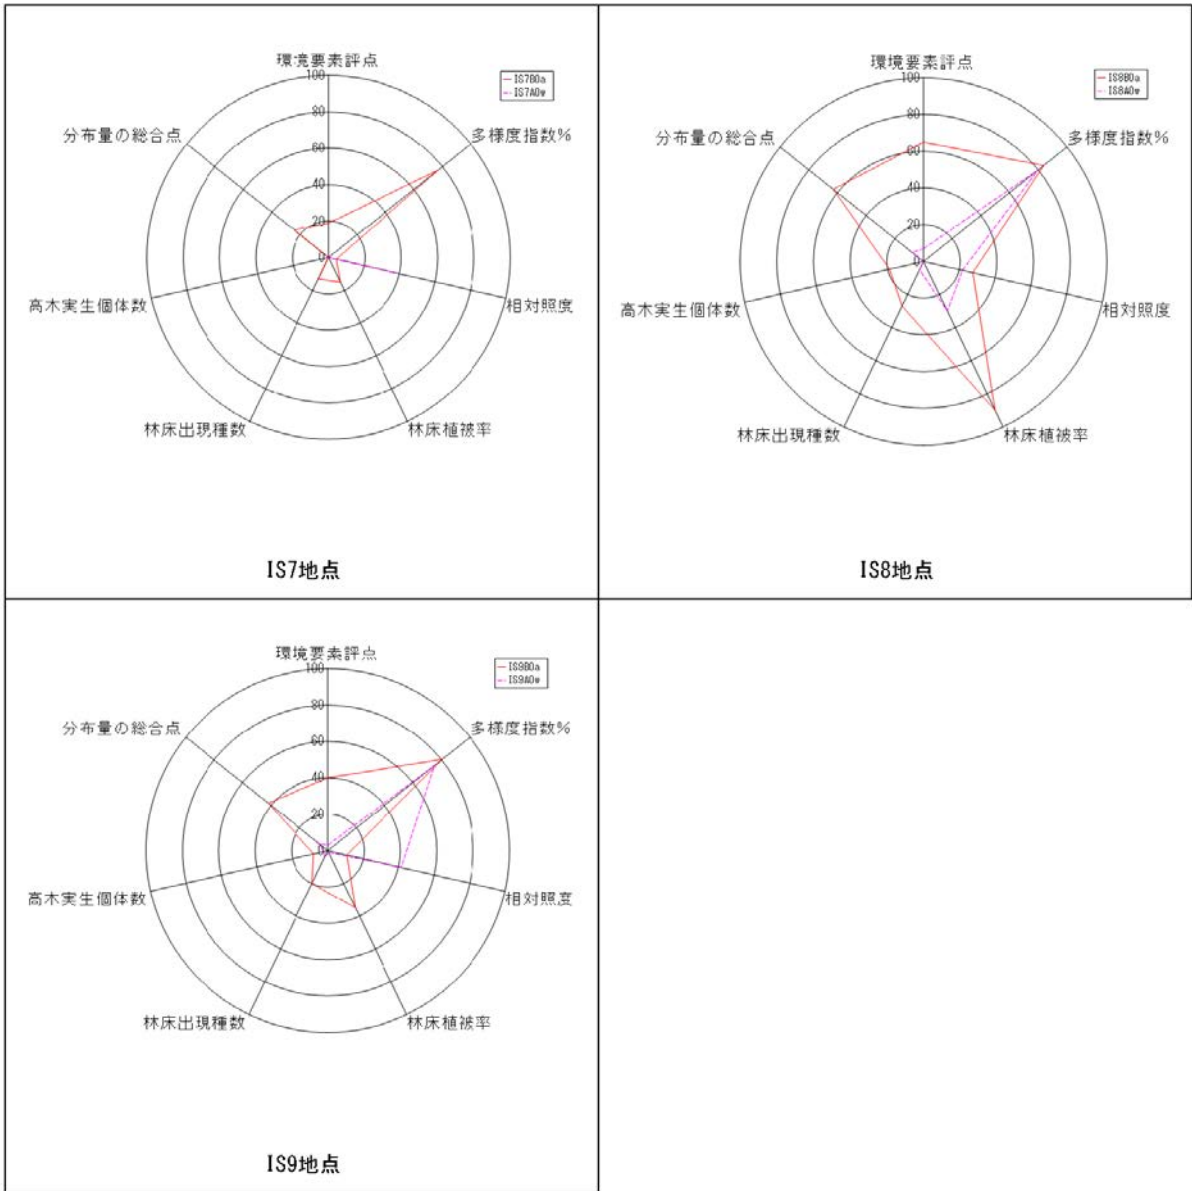 環境要素評点
IS7B0a
IS7A0w
100
80
60
40
20
0
分布量の総合点
多様度指数%
高木実生個体数
相対照度
林床出現種数
林床植被率
IS7地点
環境要素評点
IS8B0a
IS8A0w
100
80
60
40
20
0
分布量の総合点
多様度指数%
高木実生個体数
相対照度
林床出現種数
林床植被率
IS8地点
環境要素評点
IS9B0a
IS9A0w
100
80
60
40
20
0
分布量の総合点
多様度指数%
高木実生個体数
相対照度
林床出現種数
林床植被率
IS9地点